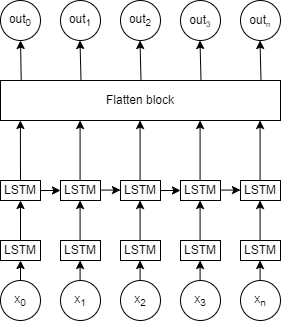 out0 out1 out2 out3 outn
Flatten block
LSTM LSTM LSTM LSTM LSTM
LSTM LSTM LSTM LSTM LSTM
x0 x1 x2 x3 xn